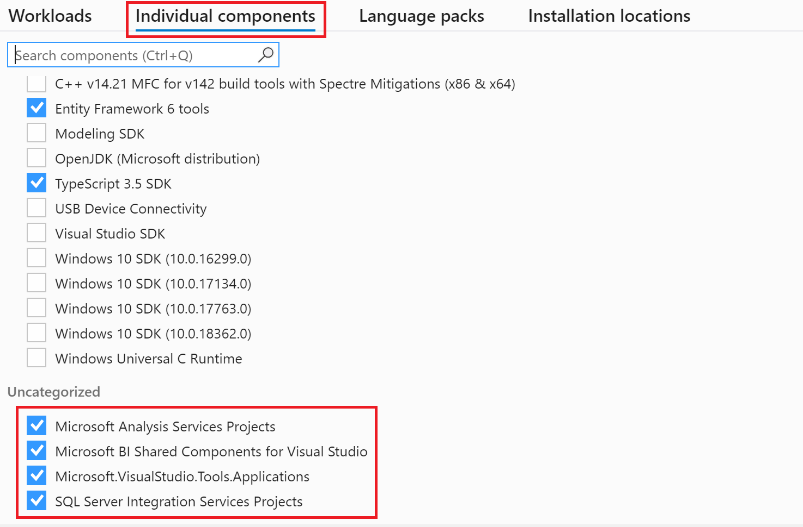 Workloads Individual components Language packs Installation locations
Search components (Ctrl+Q)
C++ v14.21 MFC for v142 build tools with Spectre Mitigations (x86 & x64)
Entity Framework 6 tools
Modeling SDK
OpenJDK (Microsoft distribution)
TypeScript 3.5 SDK
USB Device Connectivity
Visual Studio SDK
Windows 10 SDK (10.0.16299.0)
Windows 10 SDK (10.0.17134.0)
Windows 10 SDK (10.0.17763.0)
Windows 10 SDK (10.0.18362.0)
Windows Universal C Runtime
Uncategorized
Microsoft Analysis Services Projects
Microsoft BI Shared Components for Visual Studio
Microsoft.VisualStudio.Tools.Applications
SQL Server Integration Services Projects